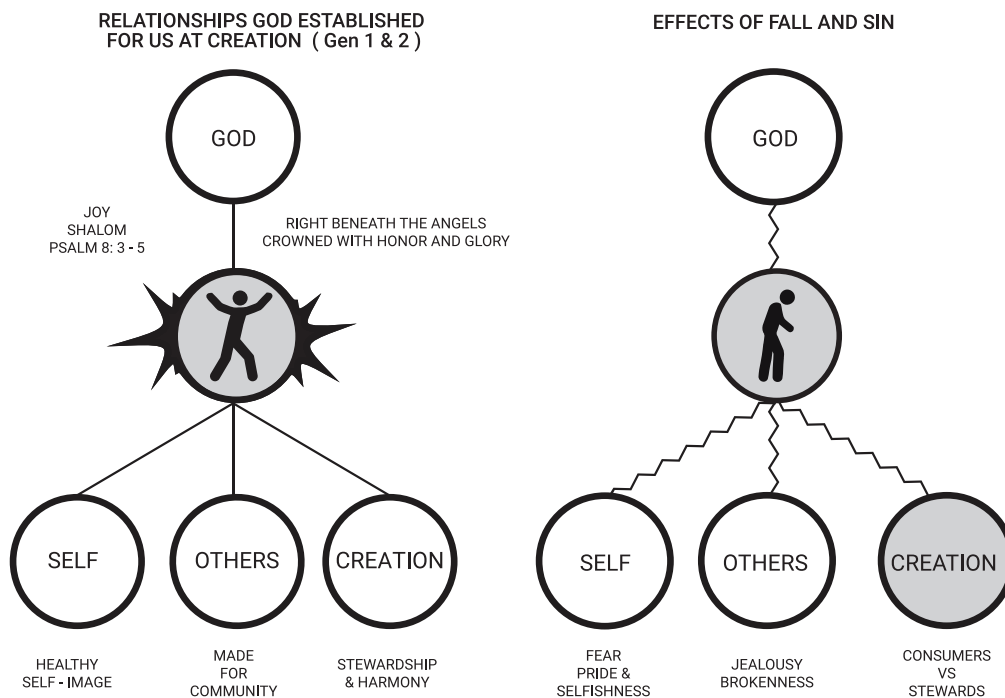 RELATIONSHIPS GOD ESTABLISHED
FOR US AT CREATION ( Gen 1 & 2 )
GOD
JOY
SHALOM
PSALM 8: 3 - 5
RIGHT BENEATH THE ANGELS
CROWNED WITH HONOR AND GLORY
SELF
OTHERS
CREATION
HEALTHY
SELF - IMAGE
MADE
FOR
COMMUNITY
STEWARDSHIP
& HARMONY
EFFECTS OF FALL AND SIN
GOD
SELF
OTHERS
CREATION
FEAR
PRIDE &
SELFISHNESS
JEALOUSY
BROKENNESS
CONSUMERS
VS
STEWARDS